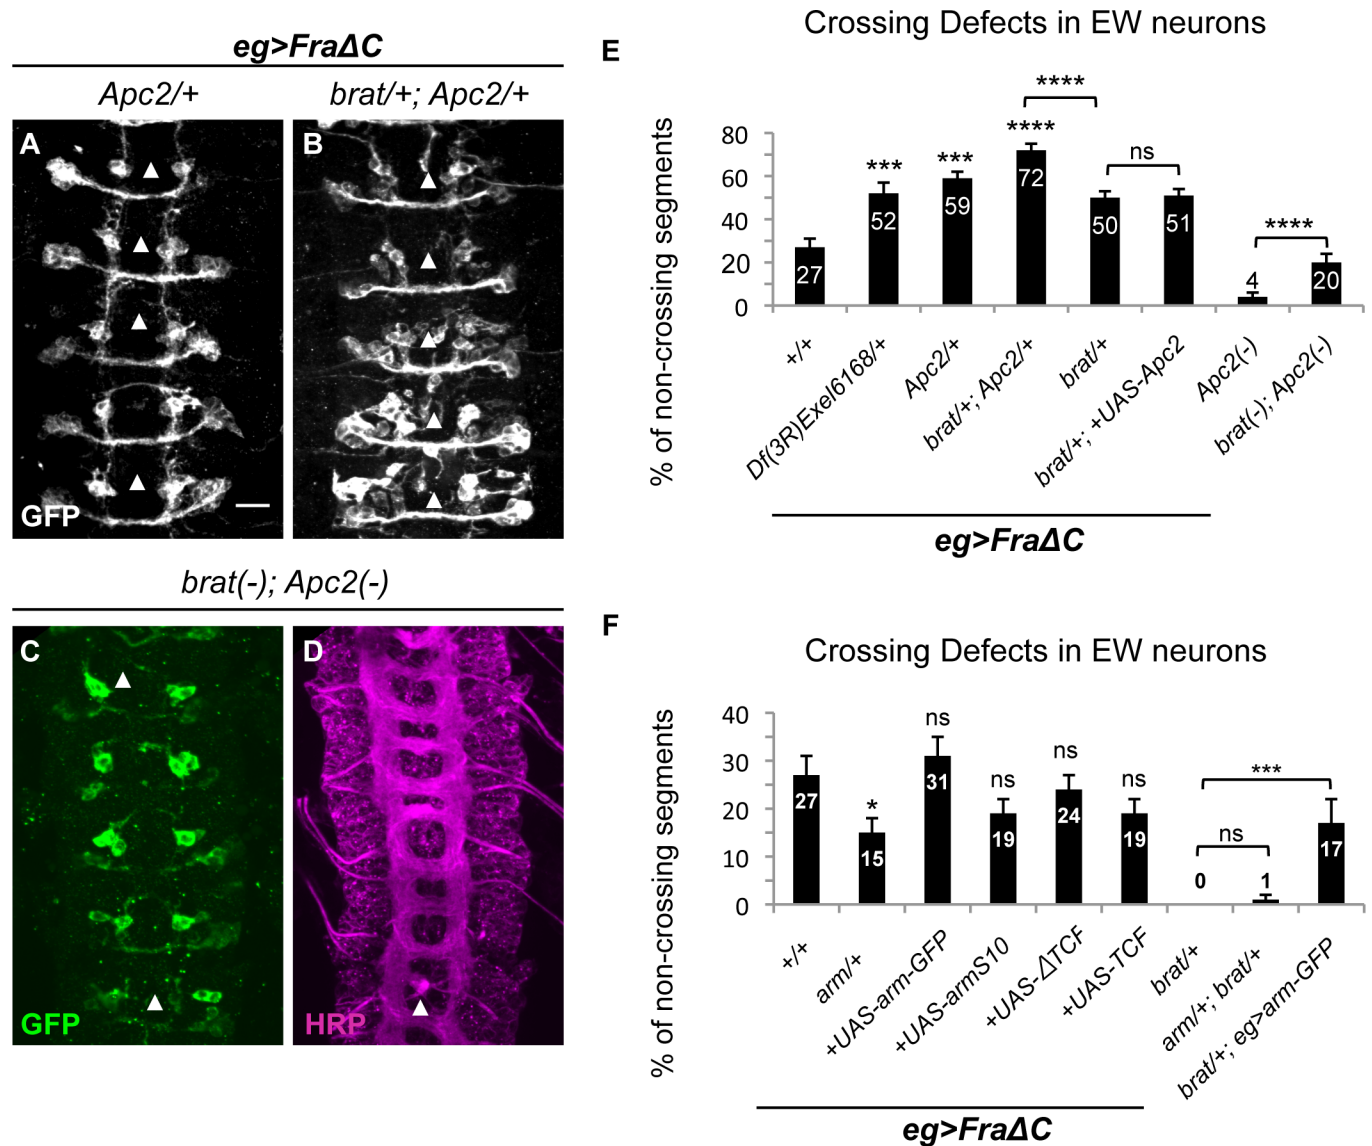 eg>FraΔC
Apc2/+
brat/+; Apc2/+
A
B
GFP
brat(-); Apc2(-)
C
D
GFP
HRP
E
Crossing Defects in EW neurons
% of non-crossing segments
80
60
40
20
0
****
****
***
***
ns
****
27
52
59
72
50
51
4
20
+/+
Df(3R)Exel6168/+
Apc2/+
brat/+; Apc2/+
brat/+
brat/+; +UAS-Apc2
Apc2(-)
brat(-); Apc2(-)
eg>FraΔC
F
Crossing Defects in EW neurons
% of non-crossing segments
40
30
20
10
0
*
ns
ns
ns
ns
ns
***
27
15
31
19
24
19
0
1
17
+/+
arm/+
+UAS-arm-GFP
+UAS-armS10
+UAS-ΔTCF
+UAS-TCF
brat/+
arm/+; brat/+
brat/+; eg>arm-GFP
eg>FraΔC